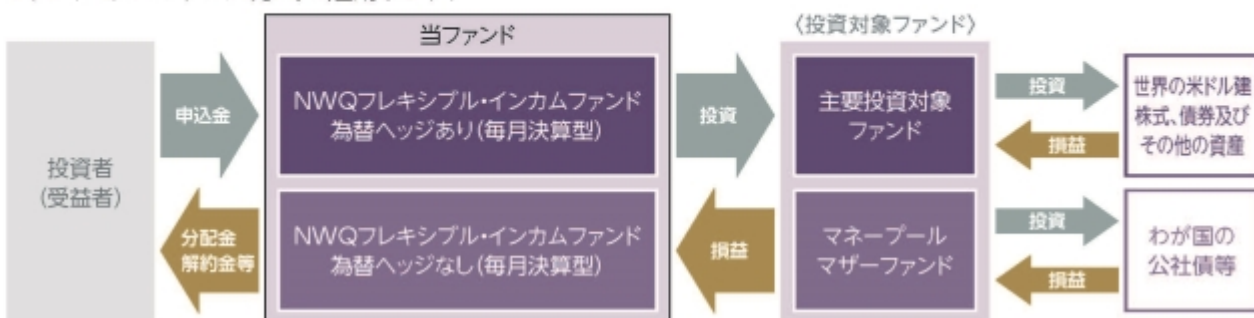 当ファンド
〈投資対象ファンド〉
投資者
(受益者)
申込金
分配金
解約金等
NWQフレキシブル・インカムファンド
為替ヘッジあり(毎月決算型)
NWQフレキシブル・インカムファンド
為替ヘッジなし(毎月決算型)
投資
損益
主要投資対象
ファンド
マネープール
マザーファンド
投資
損益
投資
損益
世界の米ドル建
株式、債券及び
その他の資産
わが国の
公社債等